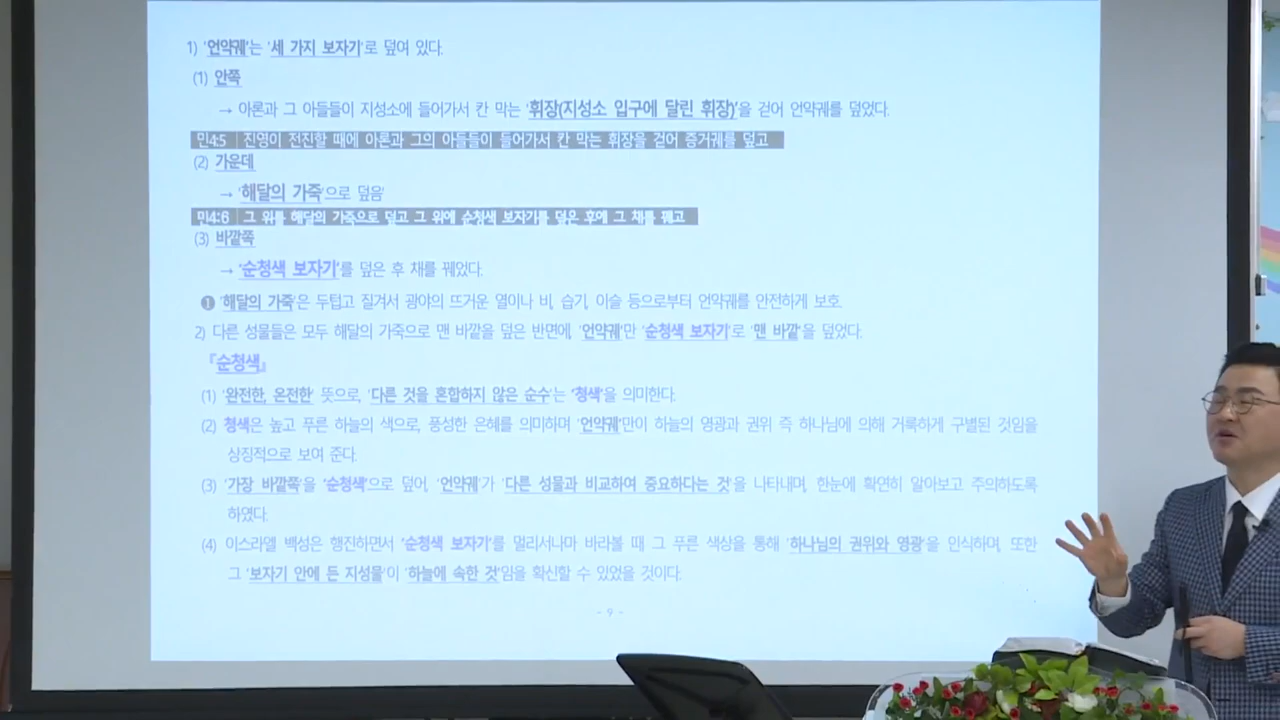 1) '언약궤'는 '세 가지 보자기'로 덮여 있다.
(1) 안쪽
→ 아론과 그 아들들이 지성소에 들어가서 칸 막는 '휘장(지성소 입구에 달린 휘장)'을 걷어 언약궤를 덮었다.
민4:5 진영이 전진할 때에 아론과 그의 아들들이 들어가서 칸 막는 휘장을 걷어 증거궤를 덮고
(2) 가운데
→ '해달의 가죽'으로 덮음
민4:6 그 위를 해달의 가죽으로 덮고 그 위에 순청색 보자기를 덮은 후에 그 채를 꿰고
(3) 바깥쪽
→ '순청색 보자기'를 덮은 후 채를 꿰었다.
❶ '해달의 가죽'은 두텁고 질겨서 광야의 뜨거운 열이나 비, 습기, 이슬 등으로부터 언약궤를 안전하게 보호.
2) 다른 성물들은 모두 해달의 가죽으로 맨 바깥을 덮은 반면에, '언약궤'만 '순청색 보자기'로 '맨 바깥'을 덮었다.
『순청색』
(1) '완전한, 온전한' 뜻으로, '다른 것을 혼합하지 않은 순수'는 '청색'을 의미한다.
(2) 청색은 높고 푸른 하늘의 색으로, 풍성한 은혜를 의미하며 '언약궤'만이 하늘의 영광과 권위 즉 하나님에 의해 거룩하게 구별된 것임을
상징적으로 보여 준다.
(3) '가장 바깥쪽'을 '순청색'으로 덮어, '언약궤'가 '다른 성물과 비교하여 중요하다는 것'을 나타내며, 한눈에 확연히 알아보고 주의하도록
하였다.
(4) 이스라엘 백성은 행진하면서 '순청색 보자기'를 멀리서나마 바라볼 때 그 푸른 색상을 통해 '하나님의 권위와 영광'을 인식하며, 또한
그 '보자기 안에 든 지성물'이 '하늘에 속한 것'임을 확신할 수 있었을 것이다.
- 9 -